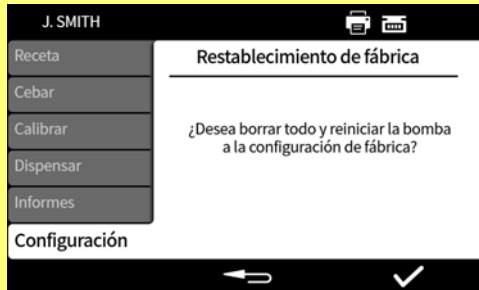 J. SMITH
Receta
Cebar
Calibrar
Dispensar
Informes
Configuración
Restablecimiento de fábrica
¿Desea borrar todo y reiniciar la bomba
a la configuración de fábrica?